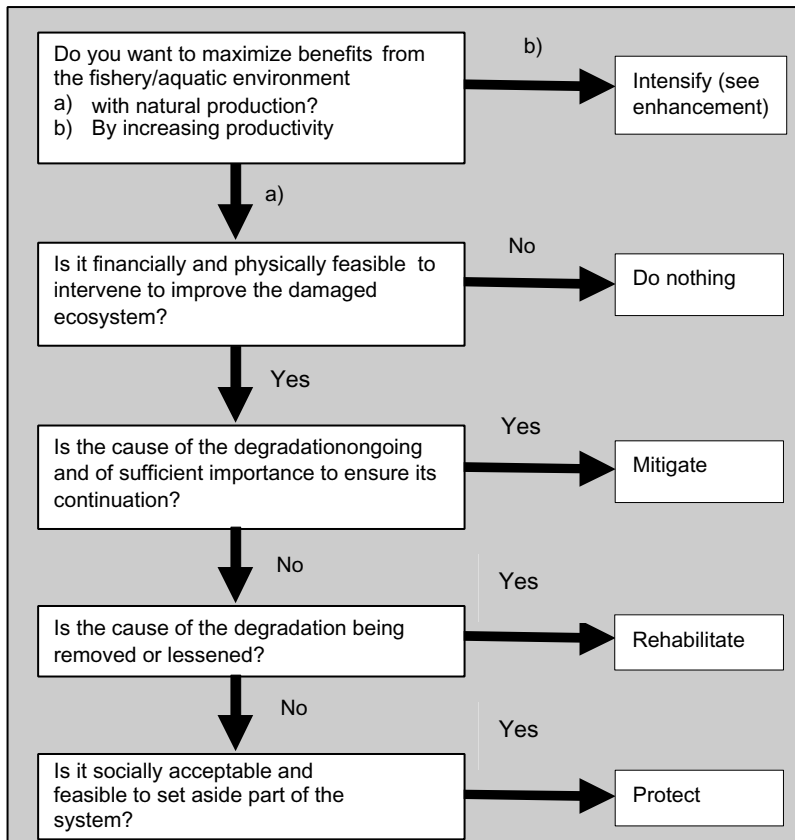 Do you want to maximize benefits from
the fishery/aquatic environment
a) with natural production?
b) By increasing productivity
b)
Intensify (see
enhancement)
a)
Is it financially and physically feasible to
intervene to improve the damaged
ecosystem?
No
Do nothing
Yes
Is the cause of the degradationongoing
and of sufficient importance to ensure its
continuation?
Yes
Mitigate
No
Is the cause of the degradation being
removed or lessened?
Yes
Rehabilitate
No
Is it socially acceptable and
feasible to set aside part of the
system?
Yes
Protect